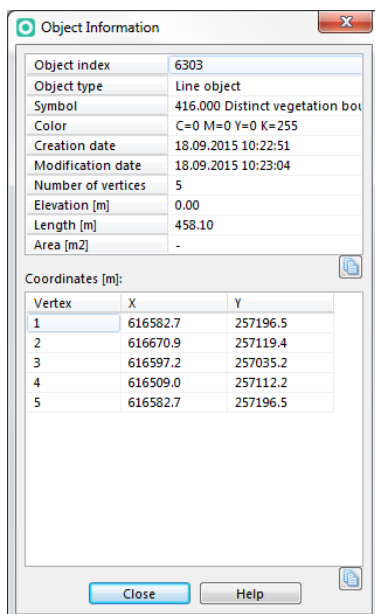 Object Information
Object index 6303
Object type Line object
Symbol 416.000 Distinct vegetation bou
Color C=0 M=0 Y=0 K=255
Creation date 18.09.2015 10:22:51
Modification date 18.09.2015 10:23:04
Number of vertices 5
Elevation [m] 0.00
Length [m] 458.10
Area [m2] -
Coordinates [m]:
Vertex X Y
1 616582.7 257196.5
2 616670.9 257119.4
3 616597.2 257035.2
4 616509.0 257112.2
5 616582.7 257196.5
Close Help